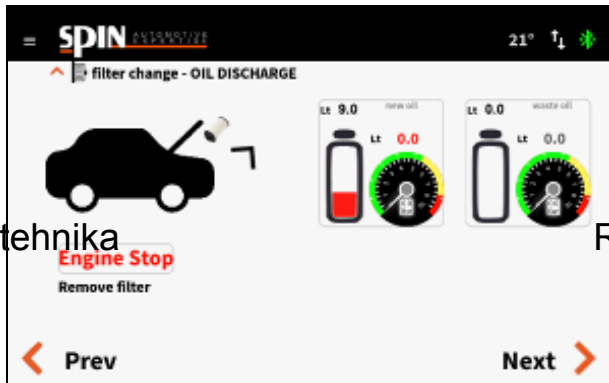 SPIN AUTOMOTIVE EXPERTISE
21°
filter change - OIL DISCHARGE
Lt 9.0 new oil
Lt 0.0 waste oil
Lt 0.0
Lt 0.0
tehnika
R
Engine Stop
Remove filter
Prev
Next